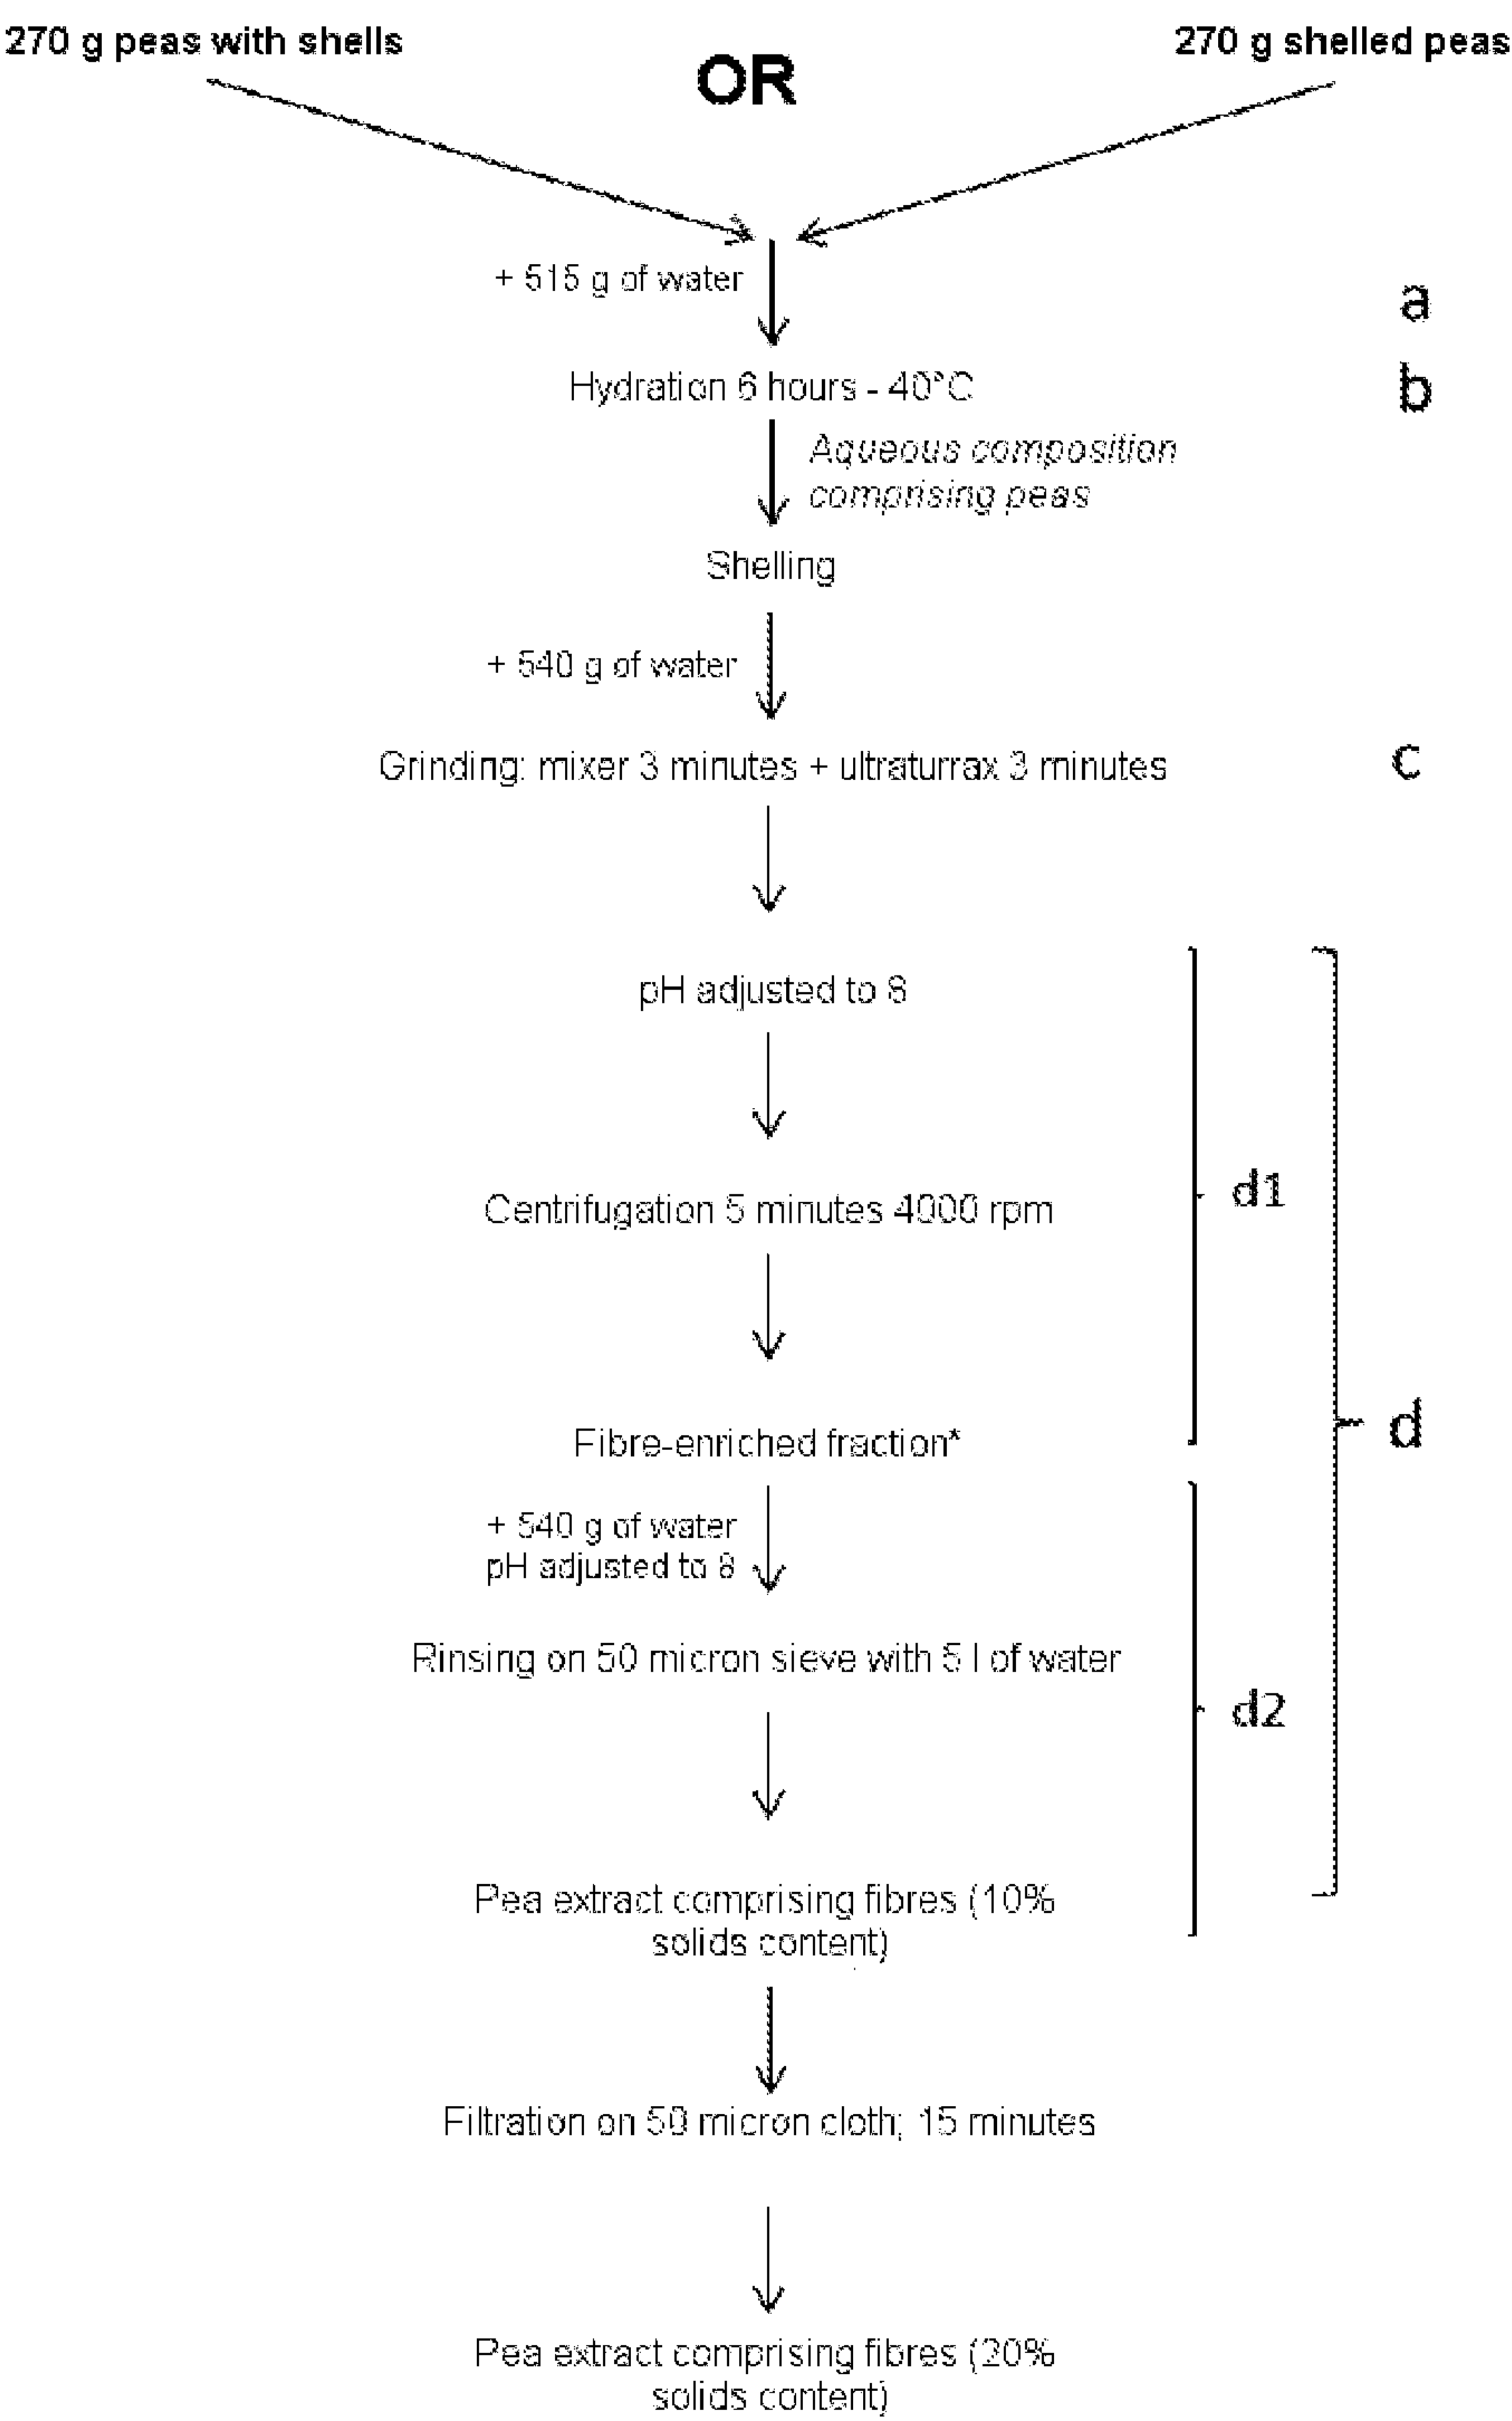 270 g peas with shells
OR
270 g shelled peas
+ 515 g of water
a
Hydration 6 hours - 40°C
b
Aqueous composition
comprising peas
Shelling
+ 540 g of water
Grinding: mixer 3 minutes + ultraturrax 3 minutes
c
pH adjusted to 8
Centrifugation 5 minutes 4000 rpm
d1
Fibre-enriched fraction*
d
+ 540 g of water
pH adjusted to 8
Rinsing on 50 micron sieve with 5 l of water
d2
Pea extract comprising fibres (10%
solids content)
Filtration on 50 micron cloth; 15 minutes
Pea extract comprising fibres (20%
solids content)